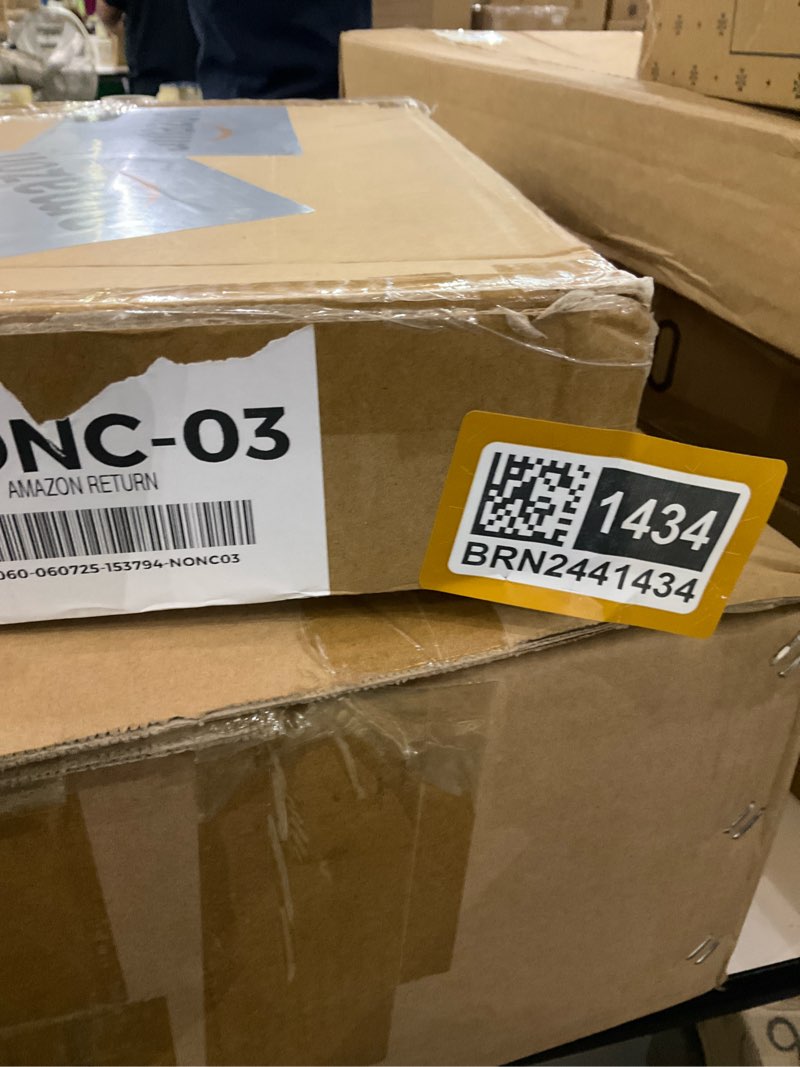 ONC-03
AMAZON RETURN
060-060725-153794-NONC03
1434
BRN2441434